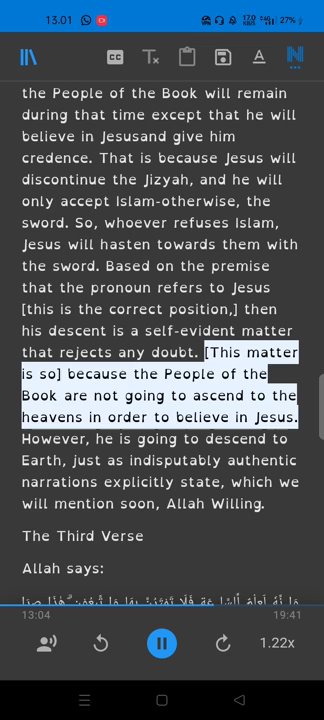 13.01
17.0
KB/S
27%
CC
A
N
the People of the Book will remain
during that time except that he will
believe in Jesusand give him
credence. That is because Jesus will
discontinue the Jizyah, and he will
only accept Islam-otherwise, the
sword. So, whoever refuses Islam,
Jesus will hasten towards them with
the sword. Based on the premise
that the pronoun refers to Jesus
[this is the correct position,] then
his descent is a self-evident matter
that rejects any doubt. [This matter
is so] because the People of the
Book are not going to ascend to the
heavens in order to believe in Jesus.
However, he is going to descend to
Earth, just as indisputably authentic
narrations explicitly state, which we
will mention soon, Allah Willing.
The Third Verse
Allah says:
13:04
19:41
1.22x